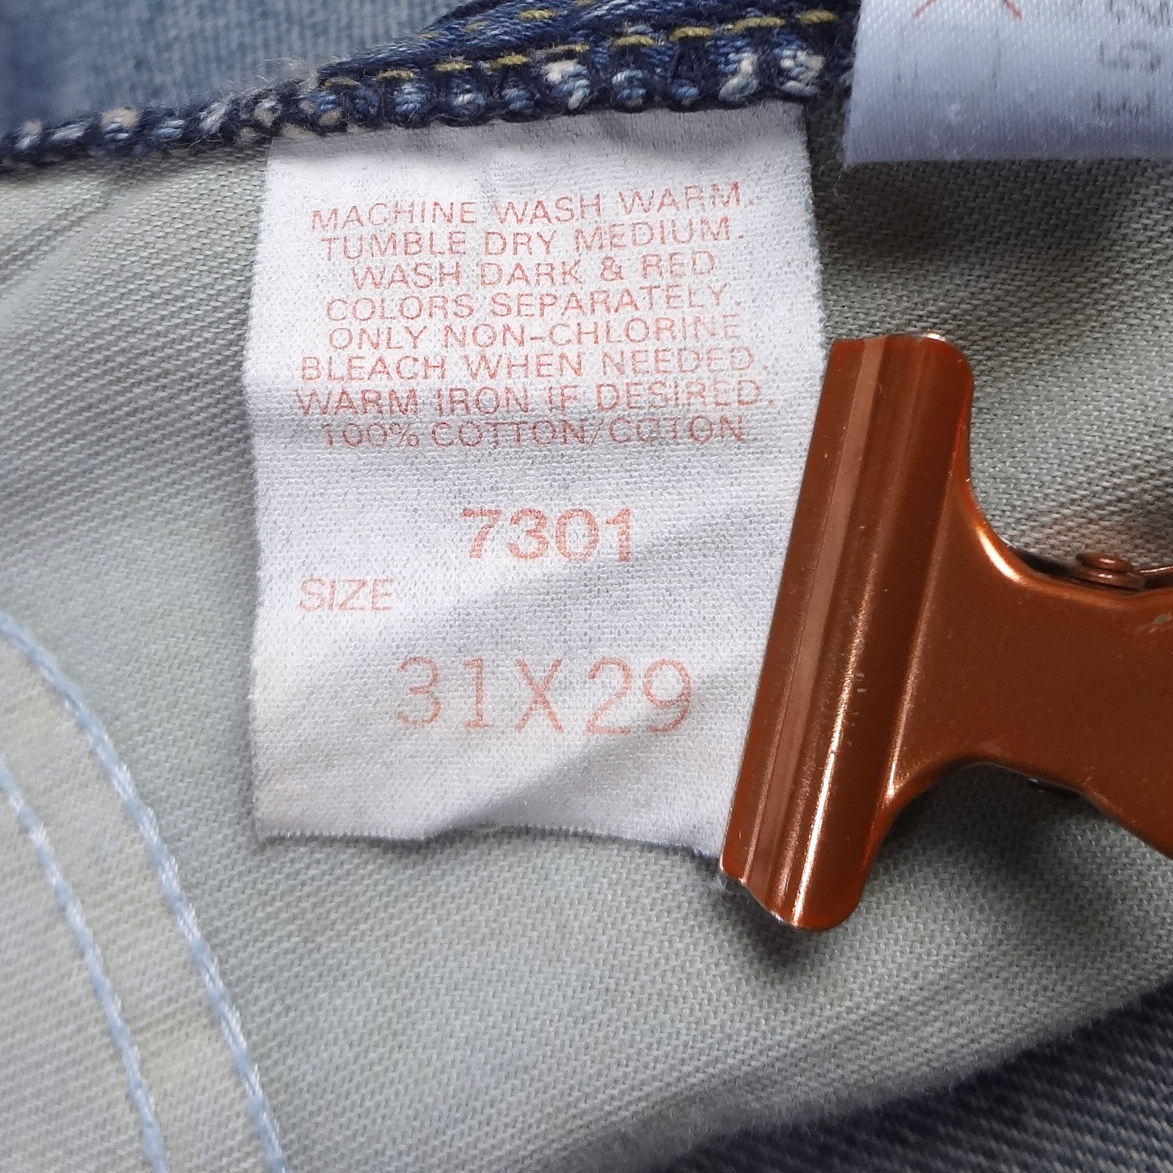 MACHINE WASH WARM.
TUMBLE DRY MEDIUM.
WASH DARK & RED
COLORS SEPARATELY.
ONLY NON-CHLORINE
BLEACH WHEN NEEDED.
WARM IRON IF DESIRED.
100% COTTON/COTON.
7301
SIZE
31X29